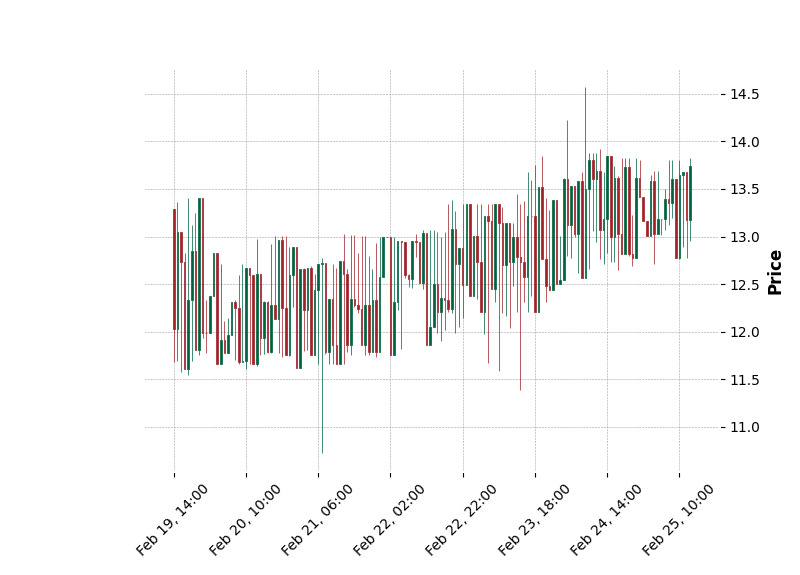 14.5
14.0
13.5
13.0
12.5
12.0
11.5
11.0
Price
Feb 19, 14:00
Feb 20, 10:00
Feb 21, 06:00
Feb 22, 02:00
Feb 22, 22:00
Feb 23, 18:00
Feb 24, 14:00
Feb 25, 10:00